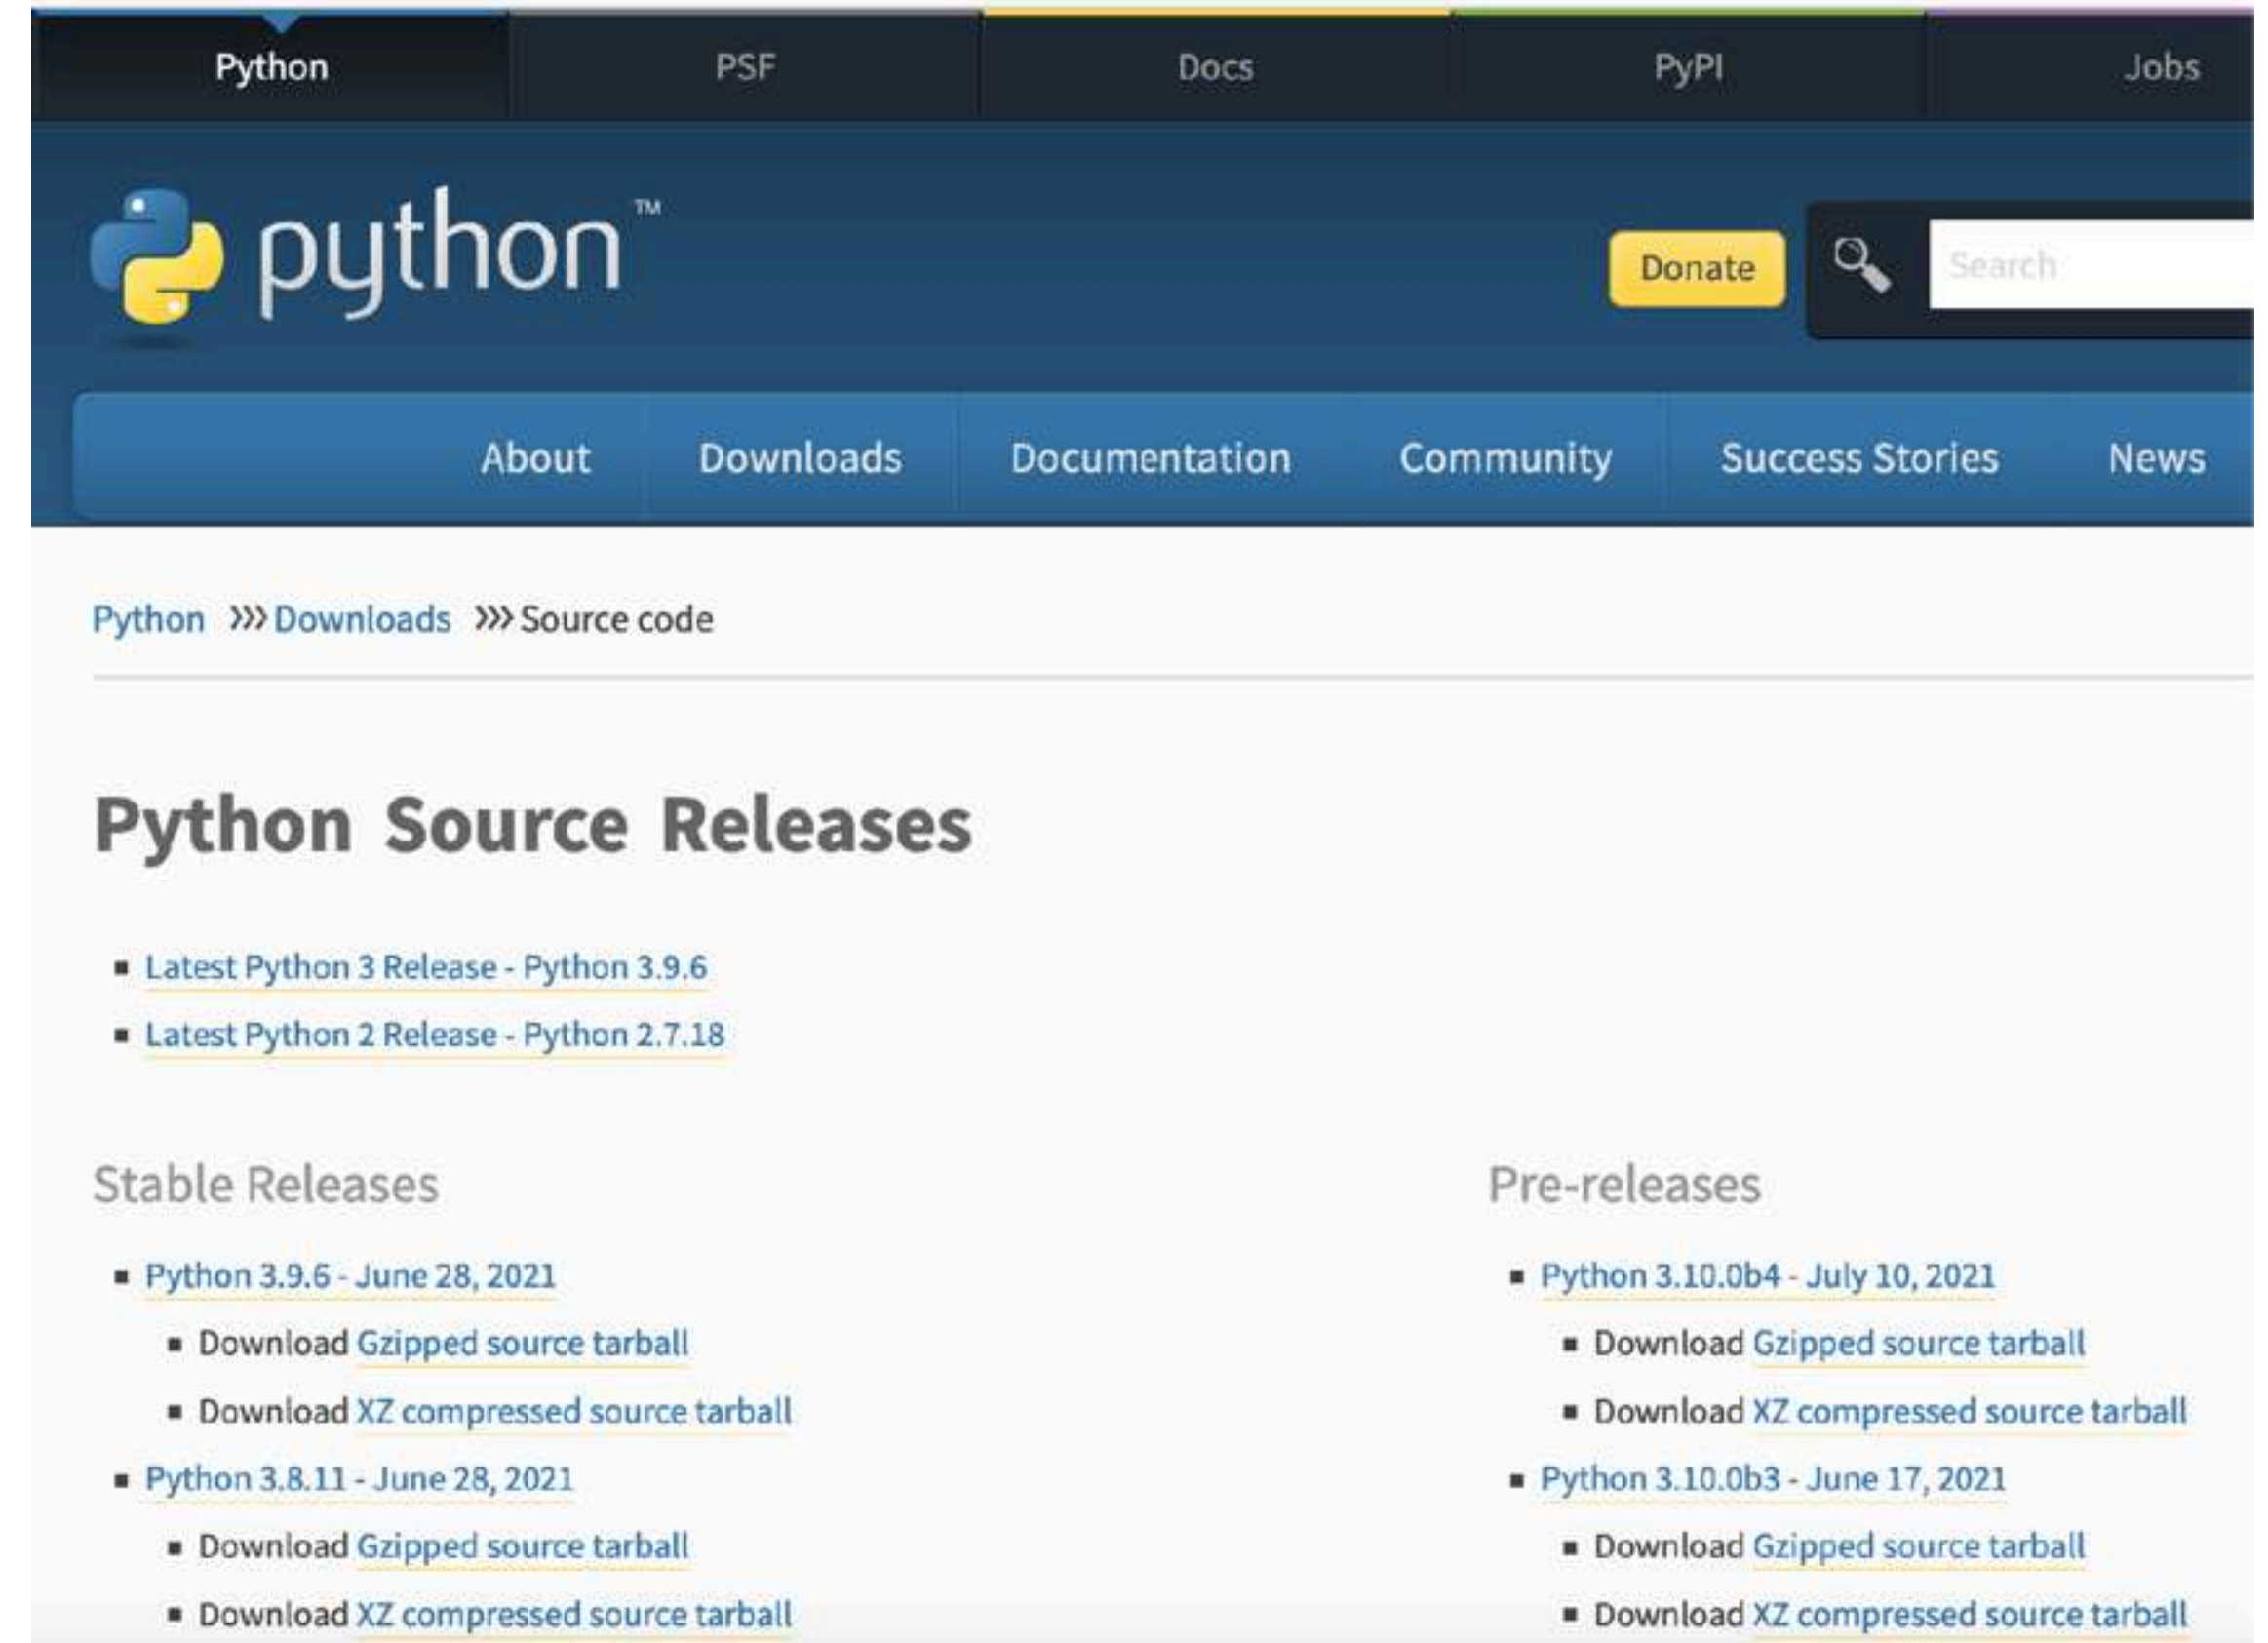 Python PSF Docs PyPI Jobs
python™
Donate Search
About Downloads Documentation Community Success Stories News
Python >>> Downloads >>> Source code
Python Source Releases
Latest Python 3 Release - Python 3.9.6
Latest Python 2 Release - Python 2.7.18
Stable Releases
Python 3.9.6 - June 28, 2021
Download Gzipped source tarball
Download XZ compressed source tarball
Python 3.8.11 - June 28, 2021
Download Gzipped source tarball
Download XZ compressed source tarball
Pre-releases
Python 3.10.0b4 - July 10, 2021
Download Gzipped source tarball
Download XZ compressed source tarball
Python 3.10.0b3 - June 17, 2021
Download Gzipped source tarball
Download XZ compressed source tarball